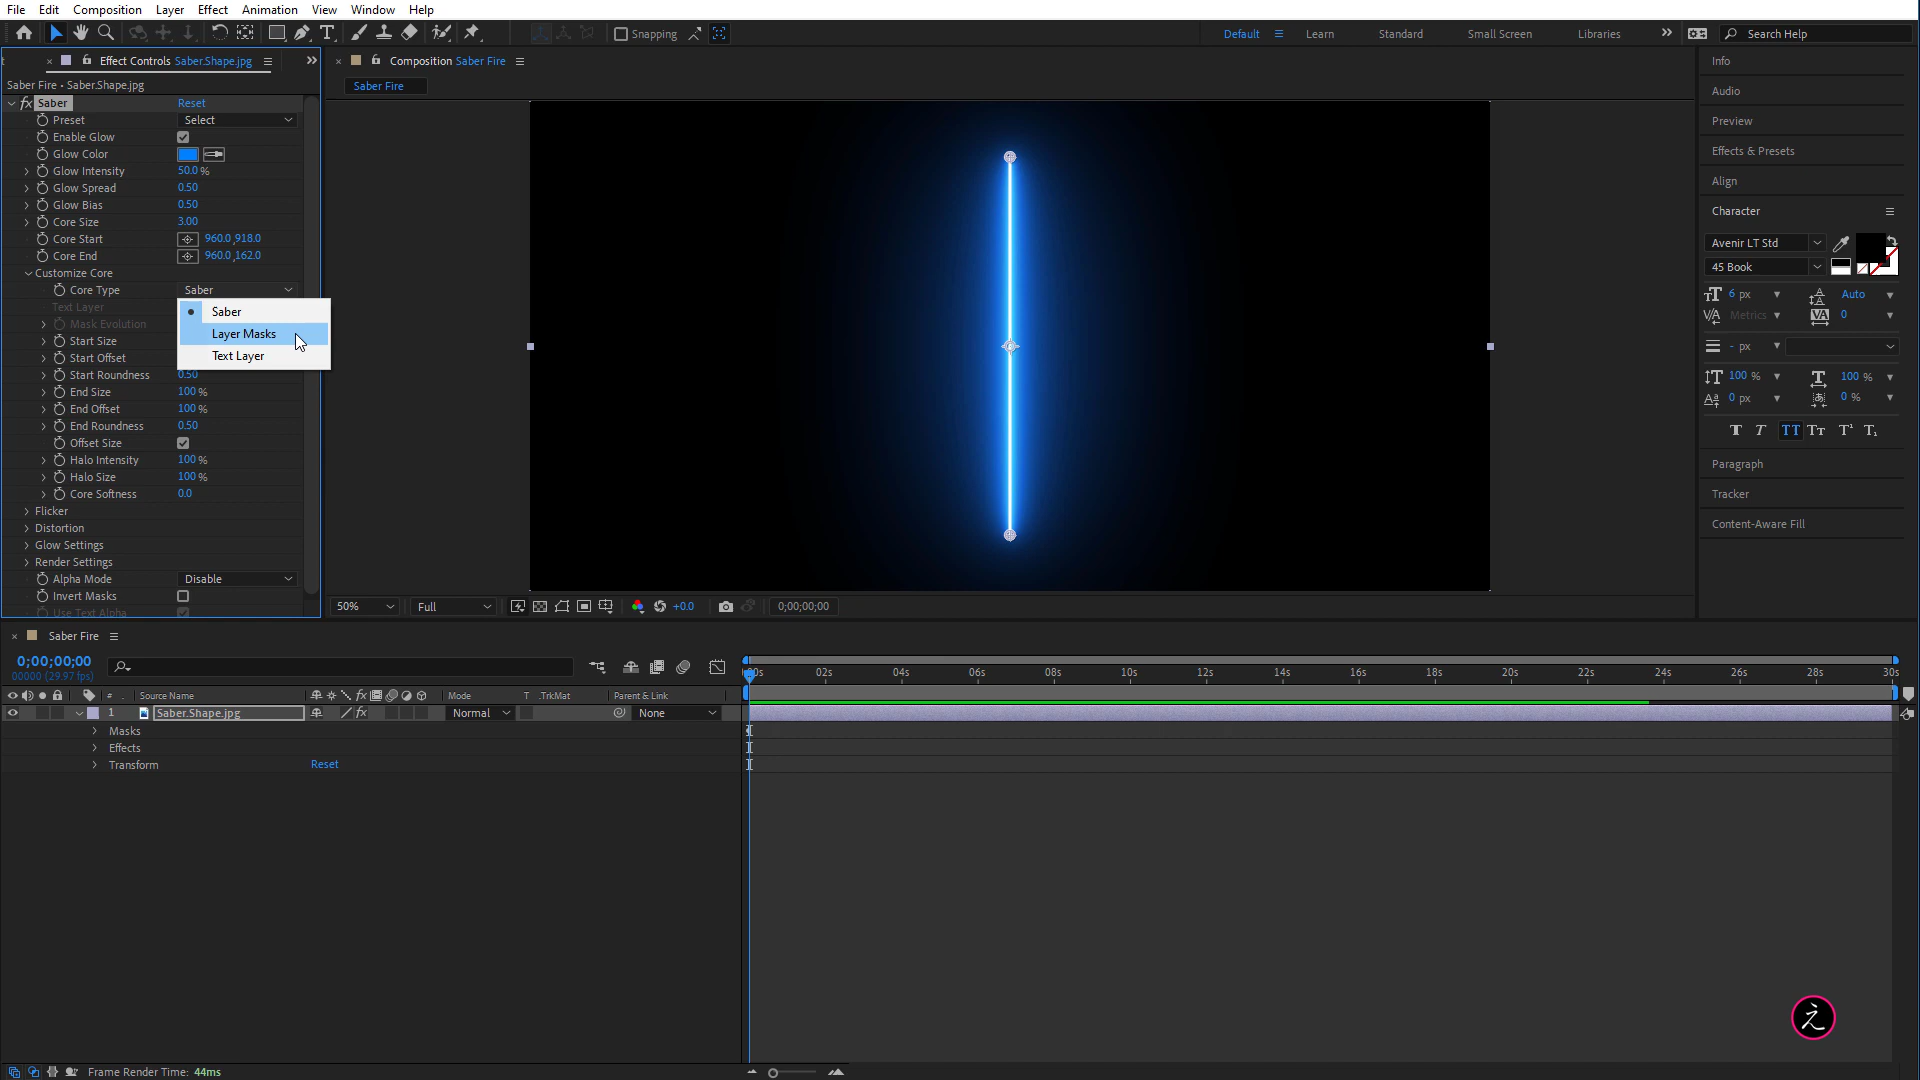 File Edit Composition Layer Effect Animation View Window Help
Snapping Default Learn Standard Small Screen Libraries Search Help
Effect Controls Saber.Shape.jpg
Saber Fire • Saber.Shape.jpg
fx Saber Reset
Preset Select
Enable Glow
Glow Color
Glow Intensity 50.0 %
Glow Spread 0.50
Glow Bias 0.50
Core Size 3.00
Core Start 960.0 ,918.0
Core End 960.0 ,162.0
Customize Core
Core Type Saber
Text Layer
Mask Evolution
Start Size
Start Offset
Start Roundness 0.50
End Size 100 %
End Offset 100 %
End Roundness 0.50
Offset Size
Halo Intensity 100 %
Halo Size 100 %
Core Softness 0.0
Flicker
Distortion
Glow Settings
Render Settings
Alpha Mode Disable
Invert Masks
Use Text Alpha
Saber
Layer Masks
Text Layer
Composition Saber Fire
Saber Fire
50% Full +0.0 0;00;00;00
Info
Audio
Preview
Effects & Presets
Align
Character
Avenir LT Std
45 Book
6 px Auto
Metrics 0
- px
100 % 100 %
0 px 0 %
T T TT Tт T¹ T₁
Paragraph
Tracker
Content-Aware Fill
Saber Fire
0;00;00;00
00000 (29.97 fps)
00s 02s 04s 06s 08s 10s 12s 14s 16s 18s 20s 22s 24s 26s 28s 30s
# Source Name fx Mode T .TrkMat Parent & Link
1 Saber.Shape.jpg fx Normal None
Masks
Effects
Transform Reset
之
Frame Render Time: 44ms